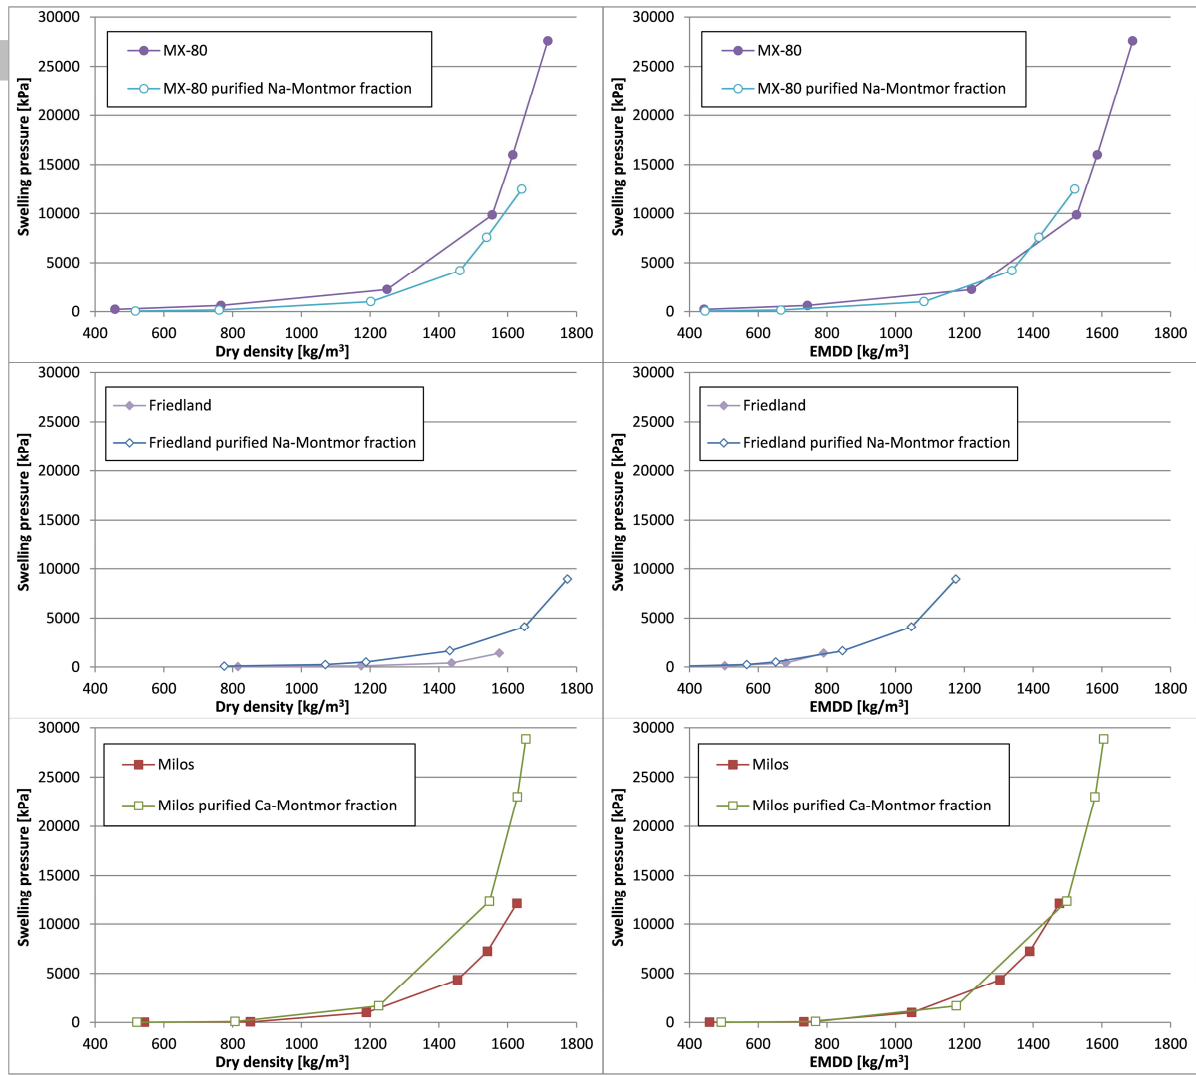 30000
25000
20000
15000
10000
5000
0
Swelling pressure [kPa]
MX-80
MX-80 purified Na-Montmor fraction
400 600 800 1000 1200 1400 1600 1800
Dry density [kg/m³]
30000
25000
20000
15000
10000
5000
0
Swelling pressure [kPa]
MX-80
MX-80 purified Na-Montmor fraction
400 600 800 1000 1200 1400 1600 1800
EMDD [kg/m³]
30000
25000
20000
15000
10000
5000
0
Swelling pressure [kPa]
Friedland
Friedland purified Na-Montmor fraction
400 600 800 1000 1200 1400 1600 1800
Dry density [kg/m³]
30000
25000
20000
15000
10000
5000
0
Swelling pressure [kPa]
Friedland
Friedland purified Na-Montmor fraction
400 600 800 1000 1200 1400 1600 1800
EMDD [kg/m³]
30000
25000
20000
15000
10000
5000
0
Swelling pressure [kPa]
Milos
Milos purified Ca-Montmor fraction
400 600 800 1000 1200 1400 1600 1800
Dry density [kg/m³]
30000
25000
20000
15000
10000
5000
0
Swelling pressure [kPa]
Milos
Milos purified Ca-Montmor fraction
400 600 800 1000 1200 1400 1600 1800
EMDD [kg/m³]